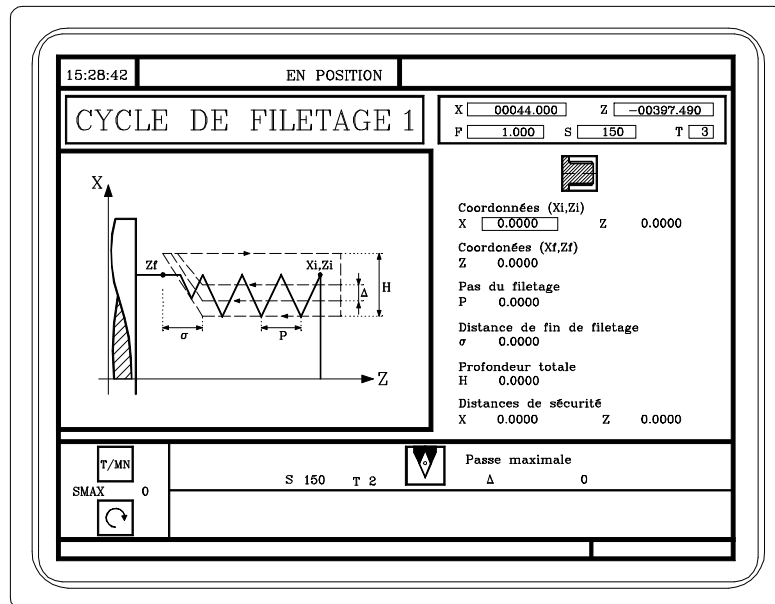 15:28:42 EN POSITION
CYCLE DE FILETAGE 1
X 00044.000 Z -00397.490
F 1.000 S 150 T 3
X
Zf
Xi,Zi
Δ
H
σ
P
Z
Coordonnées (Xi,Zi)
X 0.0000 Z 0.0000
Coordonées (Xf,Zf)
Z 0.0000
Pas du filetage
P 0.0000
Distance de fin de filetage
σ 0.0000
Profondeur totale
H 0.0000
Distances de sécurité
X 0.0000 Z 0.0000
T/MN
SMAX 0
S 150 T 2
Passe maximale
Δ 0